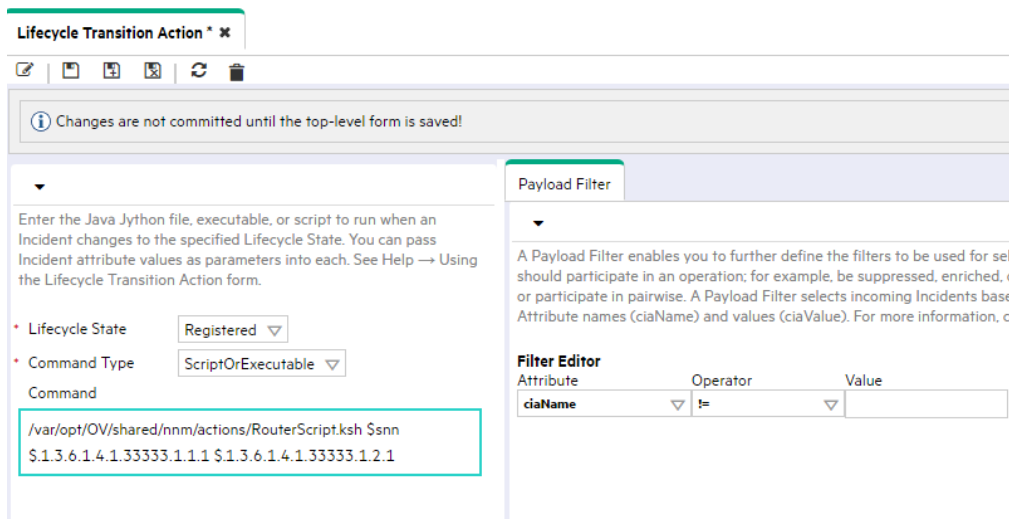 Lifecycle Transition Action *
Changes are not committed until the top-level form is saved!
Enter the Java Jython file, executable, or script to run when an
Incident changes to the specified Lifecycle State. You can pass
Incident attribute values as parameters into each. See Help → Using
the Lifecycle Transition Action form.
* Lifecycle State Registered
* Command Type ScriptOrExecutable
Command
/var/opt/OV/shared/nnm/actions/RouterScript.ksh $snn
$.1.3.6.1.4.1.33333.1.1.1 $.1.3.6.1.4.1.33333.1.2.1
Payload Filter
A Payload Filter enables you to further define the filters to be used for
should participate in an operation; for example, be suppressed, enriched,
or participate in pairwise. A Payload Filter selects incoming Incidents
Attribute names (ciaName) and values (ciaValue). For more information,
Filter Editor
Attribute Operator Value
ciaName !=